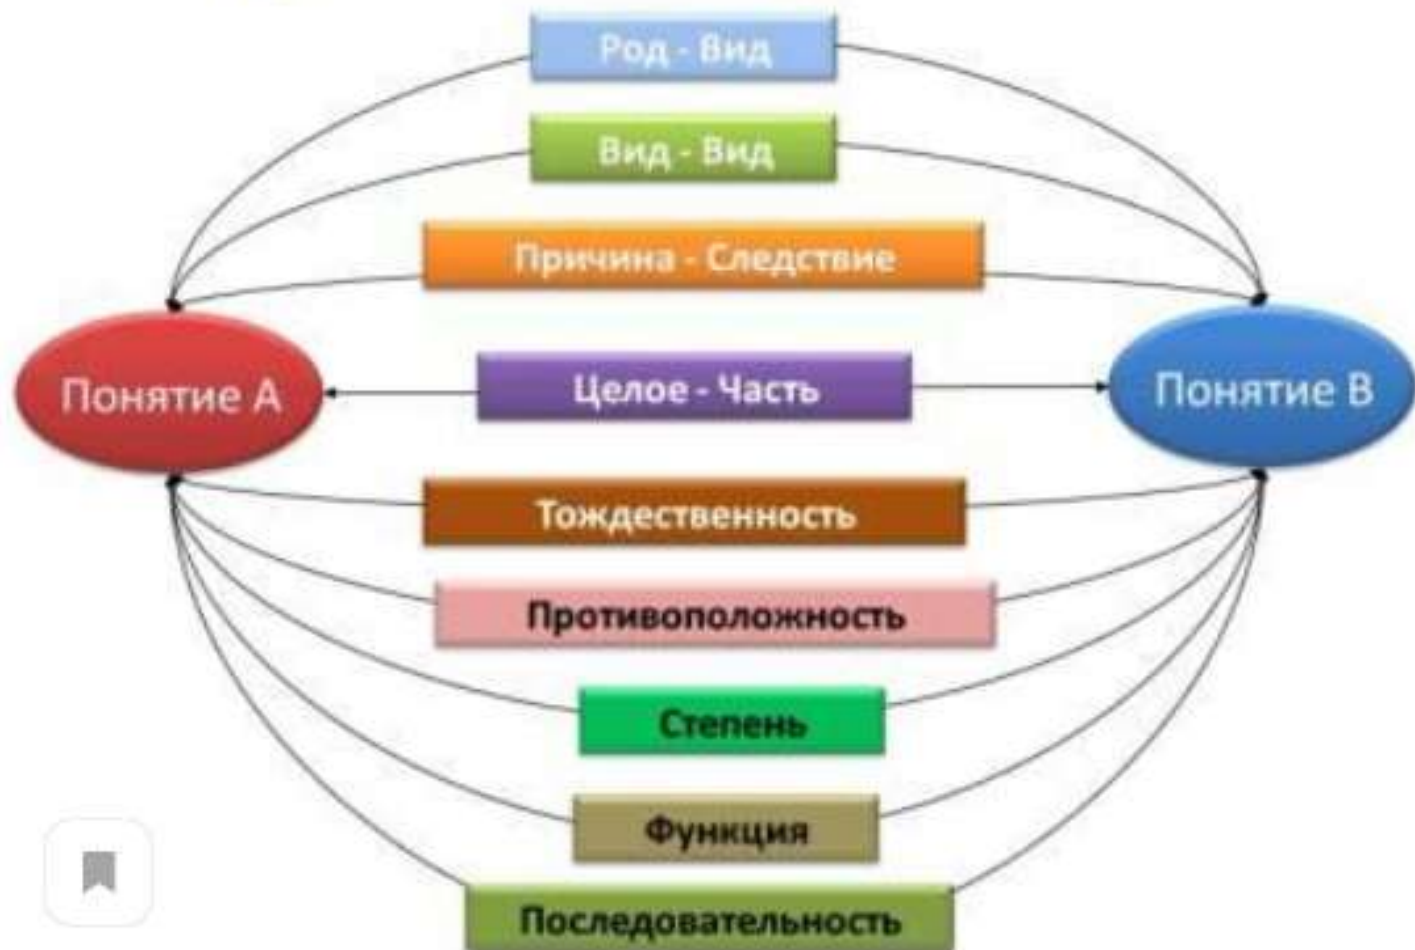 Род - Вид
Вид - Вид
Причина - Следствие
Понятие А
Целое - Часть
Понятие В
Тождественность
Противоположность
Степень
Функция
Последовательность